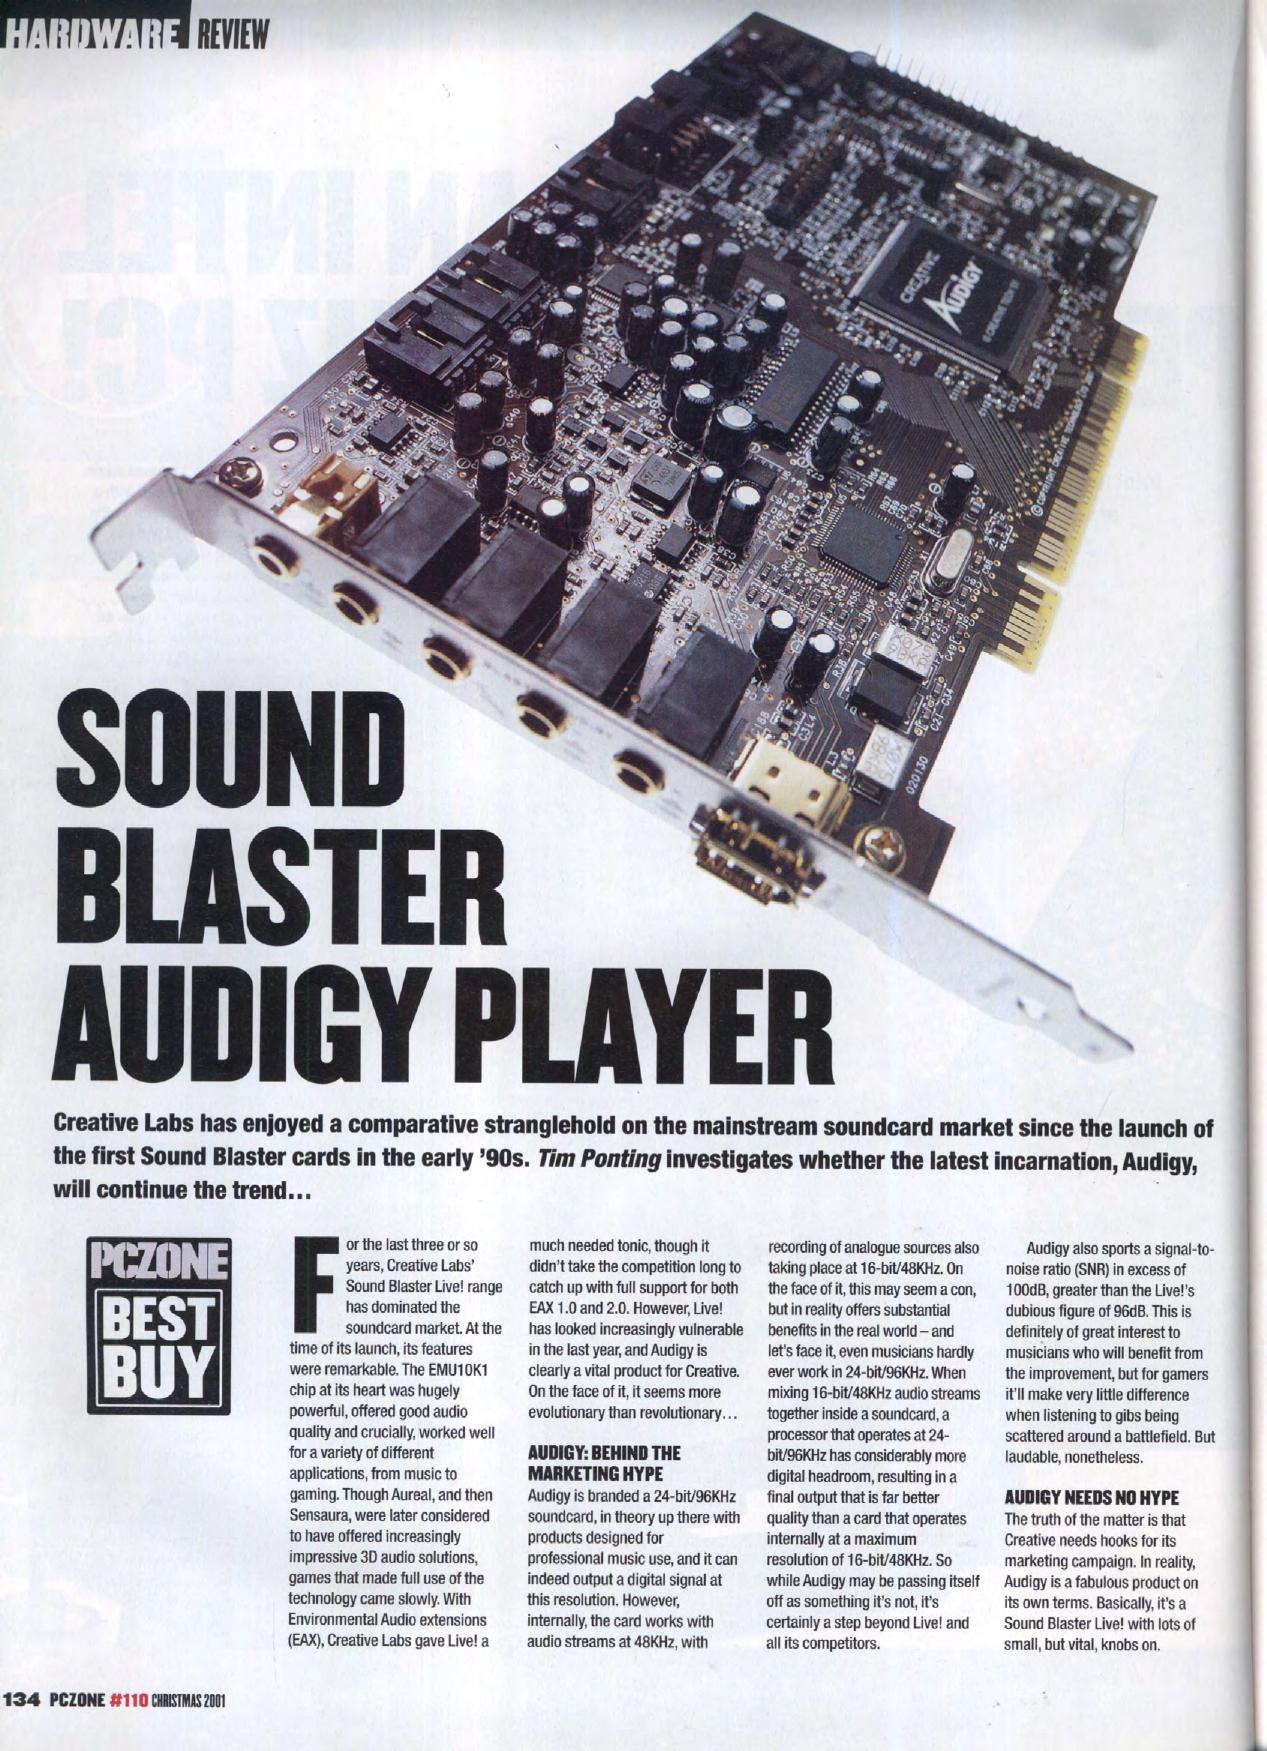 HARDWARE REVIEW
CREATIVE
AUDIGY
020130
SOUND
BLASTER
AUDIGY PLAYER
Creative Labs has enjoyed a comparative stranglehold on the mainstream soundcard market since the launch of
the first Sound Blaster cards in the early ’90s. Tim Ponting investigates whether the latest incarnation, Audigy,
will continue the trend...
PCZONE
BEST
BUY
For the last three or so
years, Creative Labs’
Sound Blaster Live! range
has dominated the
soundcard market. At the
time of its launch, its features
were remarkable. The EMU10K1
chip at its heart was hugely
powerful, offered good audio
quality and crucially, worked well
for a variety of different
applications, from music to
gaming. Though Aureal, and then
Sensaura, were later considered
to have offered increasingly
impressive 3D audio solutions,
games that made full use of the
technology came slowly. With
Environmental Audio extensions
(EAX), Creative Labs gave Live! a
much needed tonic, though it
didn’t take the competition long to
catch up with full support for both
EAX 1.0 and 2.0. However, Live!
has looked increasingly vulnerable
in the last year, and Audigy is
clearly a vital product for Creative.
On the face of it, it seems more
evolutionary than revolutionary...
AUDIGY: BEHIND THE
MARKETING HYPE
Audigy is branded a 24-bit/96KHz
soundcard, in theory up there with
products designed for
professional music use, and it can
indeed output a digital signal at
this resolution. However,
internally, the card works with
audio streams at 48KHz, with
recording of analogue sources also
taking place at 16-bit/48KHz. On
the face of it, this may seem a con,
but in reality offers substantial
benefits in the real world – and
let’s face it, even musicians hardly
ever work in 24-bit/96KHz. When
mixing 16-bit/48KHz audio streams
together inside a soundcard, a
processor that operates at 24-
bit/96KHz has considerably more
digital headroom, resulting in a
final output that is far better
quality than a card that operates
internally at a maximum
resolution of 16-bit/48KHz. So
while Audigy may be passing itself
off as something it’s not, it’s
certainly a step beyond Live! and
all its competitors.
Audigy also sports a signal-to-
noise ratio (SNR) in excess of
100dB, greater than the Live!’s
dubious figure of 96dB. This is
definitely of great interest to
musicians who will benefit from
the improvement, but for gamers
it’ll make very little difference
when listening to gibs being
scattered around a battlefield. But
laudable, nonetheless.
AUDIGY NEEDS NO HYPE
The truth of the matter is that
Creative needs hooks for its
marketing campaign. In reality,
Audigy is a fabulous product on
its own terms. Basically, it’s a
Sound Blaster Live! with lots of
small, but vital, knobs on.
134 PCZONE #110 CHRISTMAS 2001